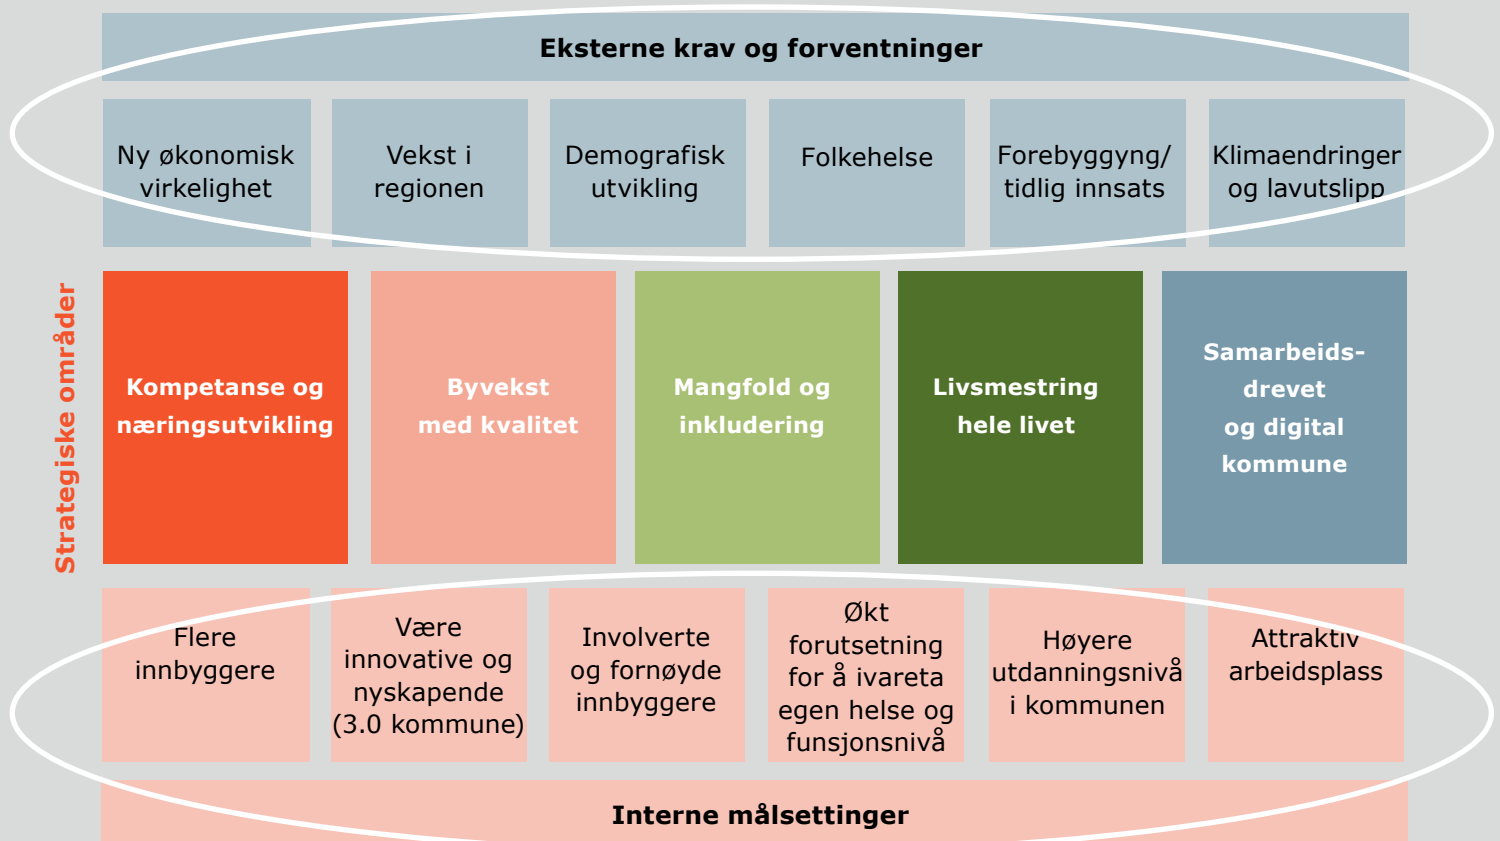 Eksterne krav og forventninger
Ny økonomisk
virkelighet
Vekst i
regionen
Demografisk
utvikling
Folkehelse
Forebyggyng/
tidlig innsats
Klimaendringer
og lavutslipp
Strategiske områder
Kompetanse og
næringsutvikling
Byvekst
med kvalitet
Mangfold og
inkludering
Livsmestring
hele livet
Samarbeids-
drevet
og digital
kommune
Flere
innbyggere
Være
innovative og
nyskapende
(3.0 kommune)
Involverte
og fornøyde
innbyggere
Økt
forutsetning
for å ivareta
egen helse og
funsjonsnivå
Høyere
utdanningsnivå
i kommunen
Attraktiv
arbeidsplass
Interne målsettinger